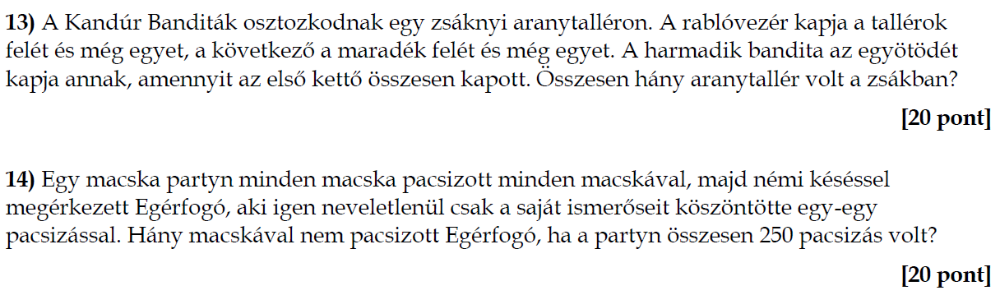 13) A Kandúr Banditák osztozkodnak egy zsáknyi aranytalléron. A rablóvezér kapja a tallérok
felét és még egyet, a következő a maradék felét és még egyet. A harmadik bandita az egyötödét
kapja annak, amennyit az első kettő összesen kapott. Összesen hány aranytallér volt a zsákban?
[20 pont]
14) Egy macska partyn minden macska pacsizott minden macskával, majd némi késéssel
megérkezett Egérfogó, aki igen neveletlenül csak a saját ismerőseit köszöntötte egy-egy
pacsizással. Hány macskával nem pacsizott Egérfogó, ha a partyn összesen 250 pacsizás volt?
[20 pont]